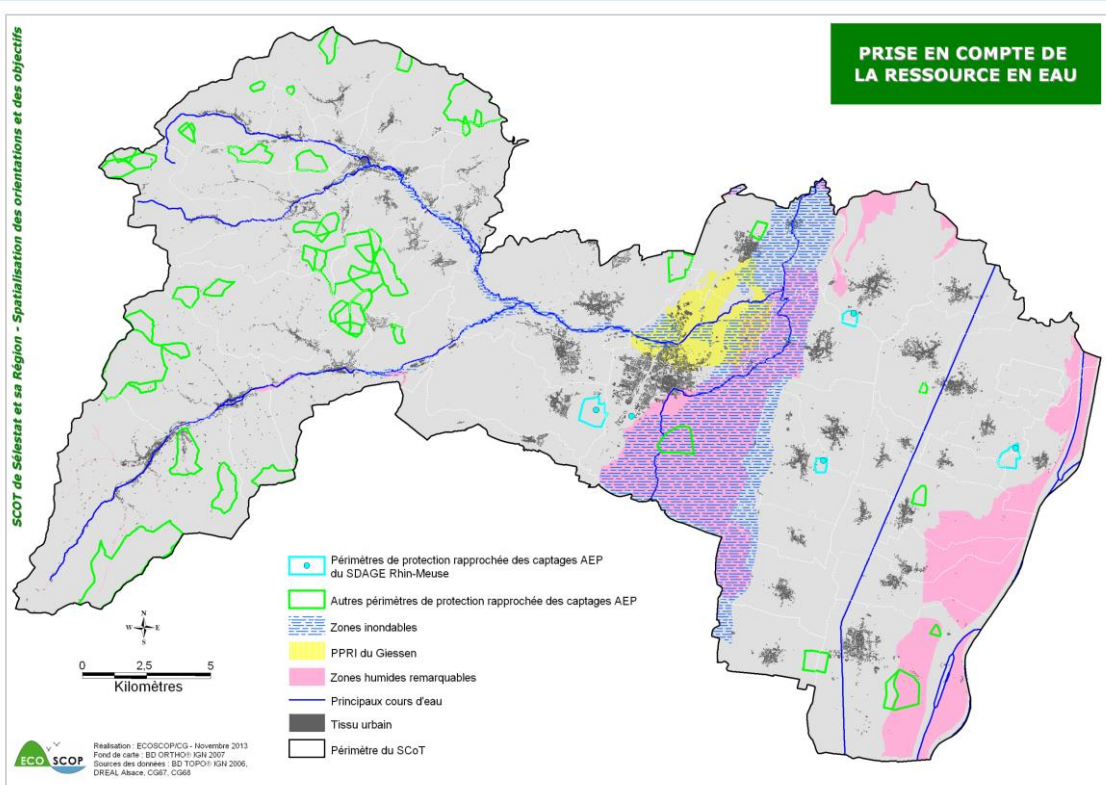 SCOT de Sélestat et sa Région - Spatialisation des orientations et des objectifs
PRISE EN COMPTE DE
LA RESSOURCE EN EAU
Périmètres de protection rapprochée des captages AEP
du SDAGE Rhin-Meuse
Autres périmètres de protection rapprochée des captages AEP
Zones inondables
PPRI du Giessen
Zones humides remarquables
Principaux cours d'eau
Tissu urbain
Périmètre du SCoT
N
W E
S
0 2.5 5
Kilomètres
ECO SCOP
Réalisation : ECOSCOP/CG - Novembre 2013
Fond de carte : BD ORTHO® IGN 2007
Sources des données : BD TOPO® IGN 2006,
DREAL Alsace, CG67, CG68